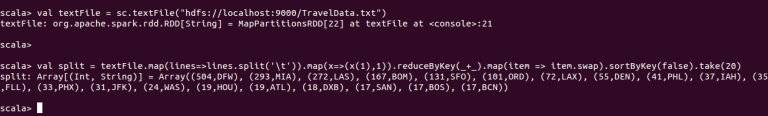 scala> val textFile = sc.textFile("hdfs://localhost:9000/TravelData.txt")
textFile: org.apache.spark.rdd.RDD[String] = MapPartitionsRDD[22] at textFile at <console>:21
scala>
scala> val split = textFile.map(lines=>lines.split('\t')).map(x=>(x(1),1)).reduceByKey(_+_).map(item => item.swap).sortByKey(false).take(20)
split: Array[(Int, String)] = Array((504,DFW), (293,MIA), (272,LAS), (167,BOM), (131,SFO), (101,ORD), (72,LAX), (55,DEN), (41,PHL), (37,IAH), (35
,FLL), (33,PHX), (31,JFK), (24,WAS), (19,HOU), (19,ATL), (18,DXB), (17,SAN), (17,BOS), (17,BCN))
scala>